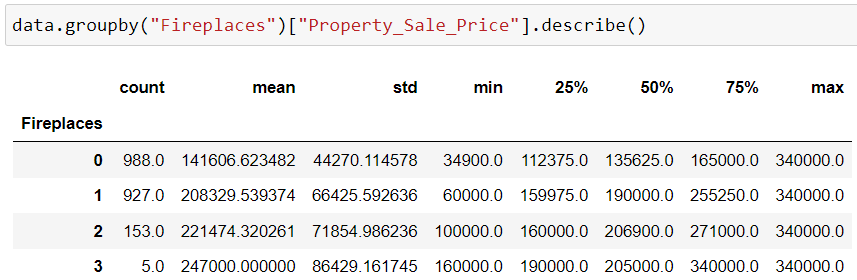 data.groupby("Fireplaces")["Property_Sale_Price"].describe()
count mean std min 25% 50% 75% max
Fireplaces
0 988.0 141606.623482 44270.114578 34900.0 112375.0 135625.0 165000.0 340000.0
1 927.0 208329.539374 66425.592636 60000.0 159975.0 190000.0 255250.0 340000.0
2 153.0 221474.320261 71854.986236 100000.0 160000.0 206900.0 271000.0 340000.0
3 5.0 247000.000000 86429.161745 160000.0 190000.0 205000.0 340000.0 340000.0